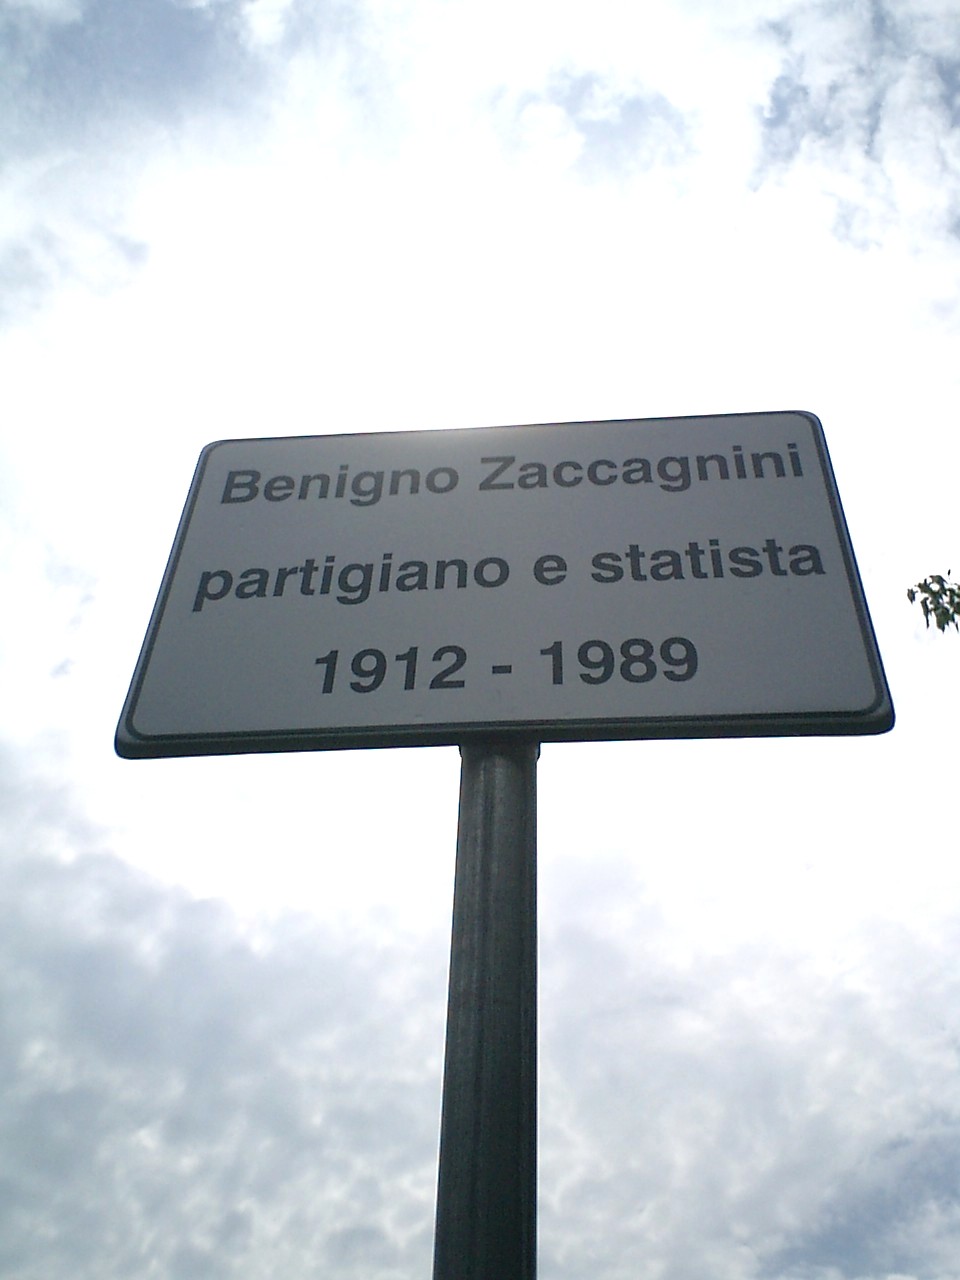 Benigno Zaccagnini
partigiano e statista
1912 - 1989